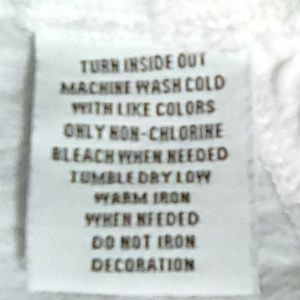 TURN INSIDE OUT
MACHINE WASH COLD
WITH LIKE COLORS
ONLY NON-CHLORINE
BLEACH WHEN NEEDED
TUMBLE DRY LOW
WARM IRON
WHEN NEEDED
DO NOT IRON
DECORATION